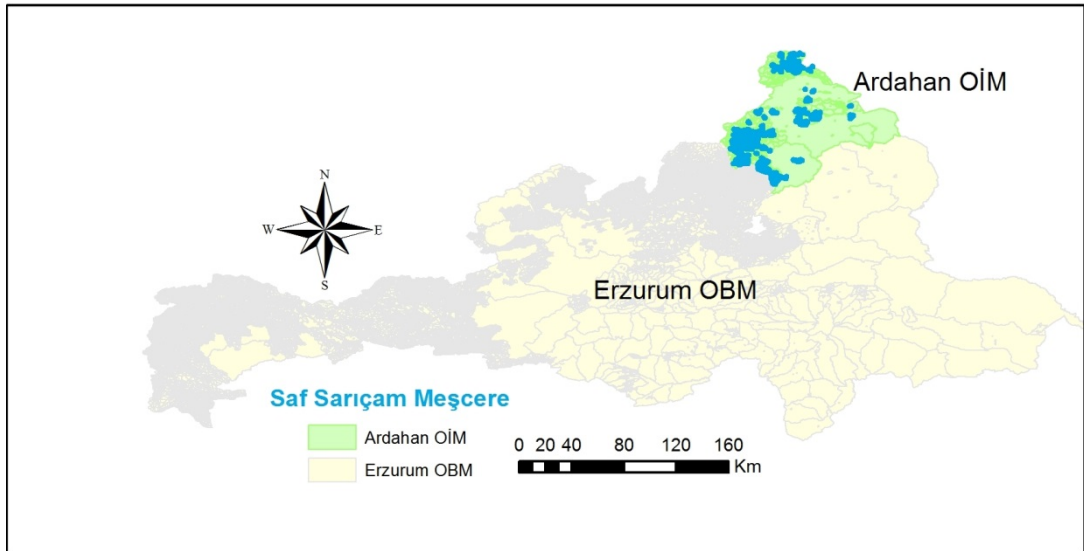 Ardahan OİM
N
W E
S
Erzurum OBM
Saf Sarıçam Meşcere
Ardahan OİM
Erzurum OBM
0 20 40 80 120 160
Km